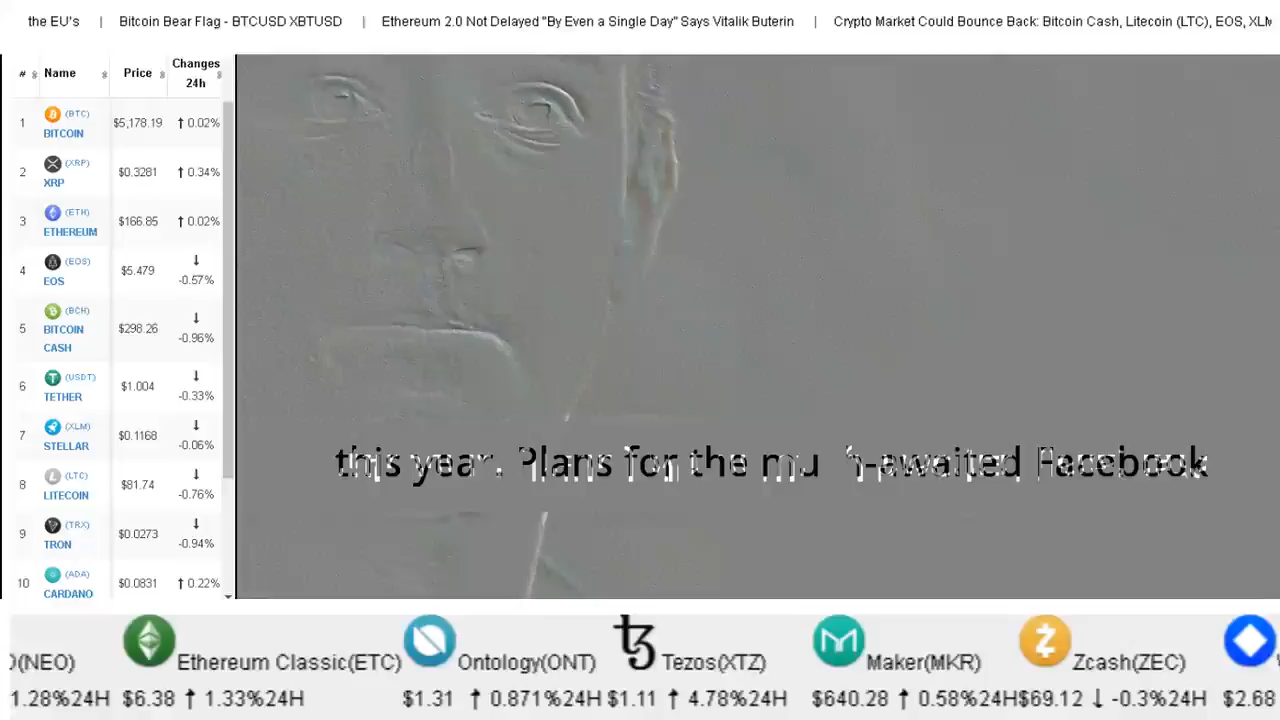 the EU's | Bitcoin Bear Flag - BTCUSD XBTUSD | Ethereum 2.0 Not Delayed "By Even a Single Day" Says Vitalik Buterin | Crypto Market Could Bounce Back: Bitcoin Cash, Litecoin (LTC), EOS, XLM
# Name Price Changes 24h
1 (BTC) BITCOIN $5,178.19 ↑ 0.02%
2 (XRP) XRP $0.3281 ↑ 0.34%
3 (ETH) ETHEREUM $166.85 ↑ 0.02%
4 (EOS) EOS $5.479 ↓ -0.57%
5 (BCH) BITCOIN CASH $298.26 ↓ -0.96%
6 (USDT) TETHER $1.004 ↓ -0.33%
7 (XLM) STELLAR $0.1168 ↓ -0.06%
8 (LTC) LITECOIN $81.74 ↓ -0.76%
9 (TRX) TRON $0.0273 ↓ -0.94%
10 (ADA) CARDANO $0.0831 ↑ 0.22%
this year. Plans for the much-awaited Facebook
(NEO) Ethereum Classic(ETC) Ontology(ONT) Tezos(XTZ) Maker(MKR) Zcash(ZEC)
1.28%24H $6.38 ↑ 1.33%24H $1.31 ↑ 0.871%24H $1.11 ↑ 4.78%24H $640.28 ↑ 0.58%24H $69.12 ↓ -0.3%24H $2.68